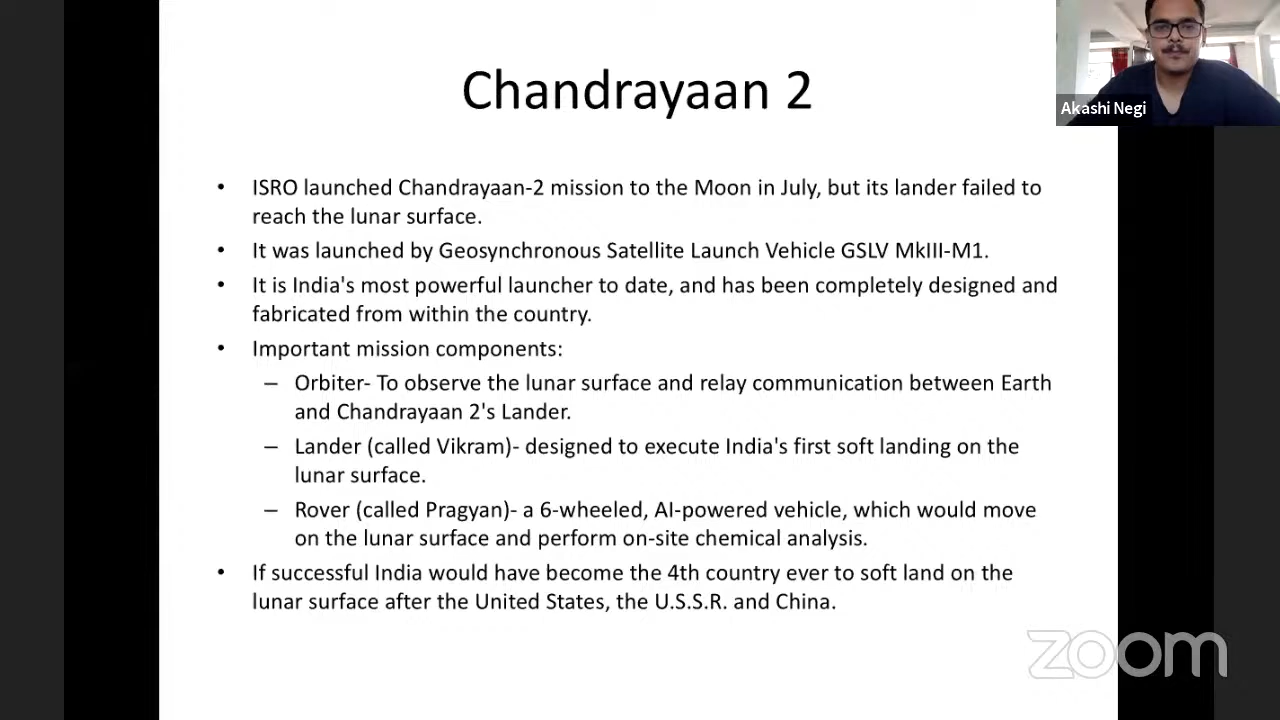 Chandrayaan 2
Akashi Negi
• ISRO launched Chandrayaan-2 mission to the Moon in July, but its lander failed to
reach the lunar surface.
• It was launched by Geosynchronous Satellite Launch Vehicle GSLV MkIII-M1.
• It is India's most powerful launcher to date, and has been completely designed and
fabricated from within the country.
• Important mission components:
– Orbiter- To observe the lunar surface and relay communication between Earth
and Chandrayaan 2's Lander.
– Lander (called Vikram)- designed to execute India's first soft landing on the
lunar surface.
– Rover (called Pragyan)- a 6-wheeled, AI-powered vehicle, which would move
on the lunar surface and perform on-site chemical analysis.
• If successful India would have become the 4th country ever to soft land on the
lunar surface after the United States, the U.S.S.R. and China.
zoom